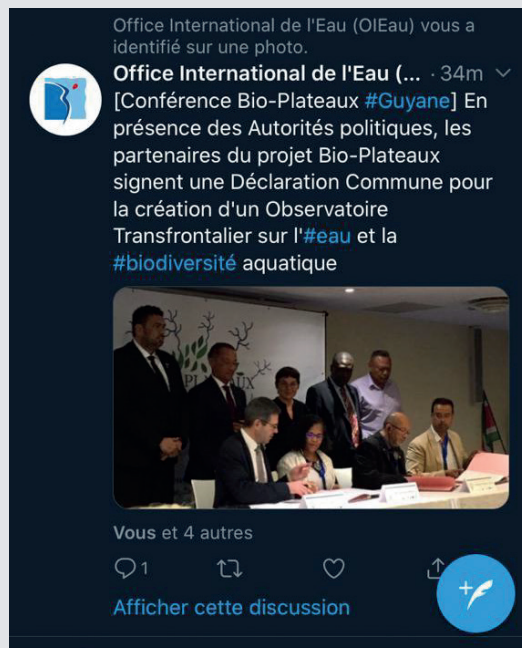 Office International de l'Eau (OIEau) vous a
identifié sur une photo.
Office International de l'Eau (... · 34m
[Conférence Bio-Plateaux #Guyane] En
présence des Autorités politiques, les
partenaires du projet Bio-Plateaux
signent une Déclaration Commune pour
la création d'un Observatoire
Transfrontalier sur l'#eau et la
#biodiversité aquatique
Vous et 4 autres
1
Afficher cette discussion